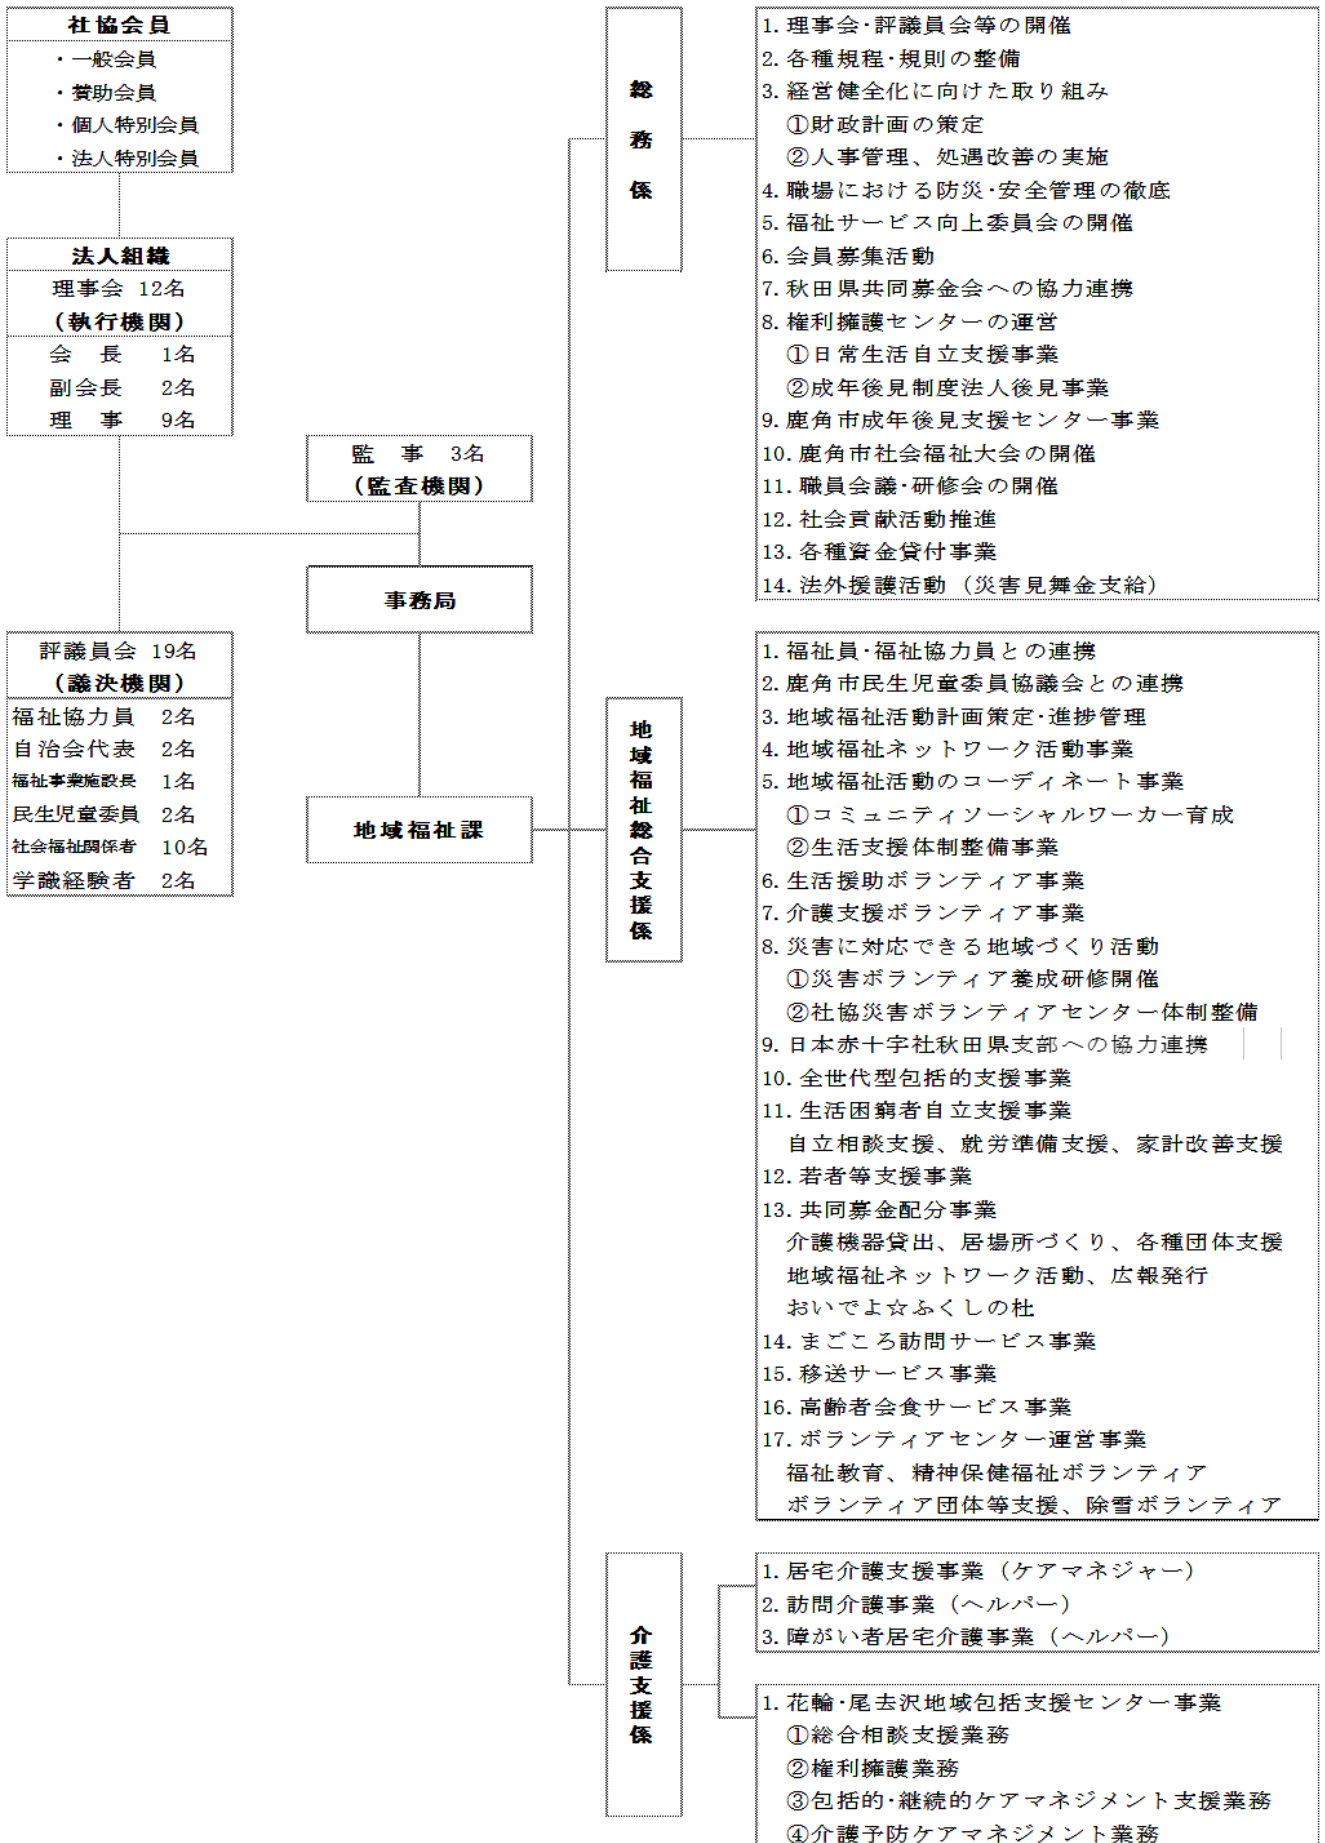 社協会員
・一般会員
・賛助会員
・個人特別会員
・法人特別会員
法人組織
理事会 12名
（執行機関）
会　長　1名
副会長　2名
理　事　9名
監　事　3名
（監査機関）
事務局
評議員会 19名
（議決機関）
福祉協力員　2名
自治会代表　2名
福祉事業施設長　1名
民生児童委員　2名
社会福祉関係者　10名
学識経験者　2名
地域福祉課
総務係
1.理事会･評議員会等の開催
2.各種規程･規則の整備
3.経営健全化に向けた取り組み
①財政計画の策定
②人事管理、処遇改善の実施
4.職場における防災･安全管理の徹底
5.福祉サービス向上委員会の開催
6.会員募集活動
7.秋田県共同募金会への協力連携
8.権利擁護センターの運営
①日常生活自立支援事業
②成年後見制度法人後見事業
9.鹿角市成年後見支援センター事業
10.鹿角市社会福祉大会の開催
11.職員会議･研修会の開催
12.社会貢献活動推進
13.各種資金貸付事業
14.法外援護活動（災害見舞金支給）
地域福祉総合支援係
1.福祉員･福祉協力員との連携
2.鹿角市民生児童委員協議会との連携
3.地域福祉活動計画策定･進捗管理
4.地域福祉ネットワーク活動事業
5.地域福祉活動のコーディネート事業
①コミュニティソーシャルワーカー育成
②生活支援体制整備事業
6.生活援助ボランティア事業
7.介護支援ボランティア事業
8.災害に対応できる地域づくり活動
①災害ボランティア養成研修開催
②社協災害ボランティアセンター体制整備
9.日本赤十字社秋田県支部への協力連携
10.全世代型包括的支援事業
11.生活困窮者自立支援事業
自立相談支援、就労準備支援、家計改善支援
12.若者等支援事業
13.共同募金配分事業
介護機器貸出、居場所づくり、各種団体支援
地域福祉ネットワーク活動、広報発行
おいでよ☆ふくしの杜
14.まごころ訪問サービス事業
15.移送サービス事業
16.高齢者会食サービス事業
17.ボランティアセンター運営事業
福祉教育、精神保健福祉ボランティア
ボランティア団体等支援、除雪ボランティア
介護支援係
1.居宅介護支援事業（ケアマネジャー）
2.訪問介護事業（ヘルパー）
3.障がい者居宅介護事業（ヘルパー）
1.花輪･尾去沢地域包括支援センター事業
①総合相談支援業務
②権利擁護業務
③包括的･継続的ケアマネジメント支援業務
④介護予防ケアマネジメント業務